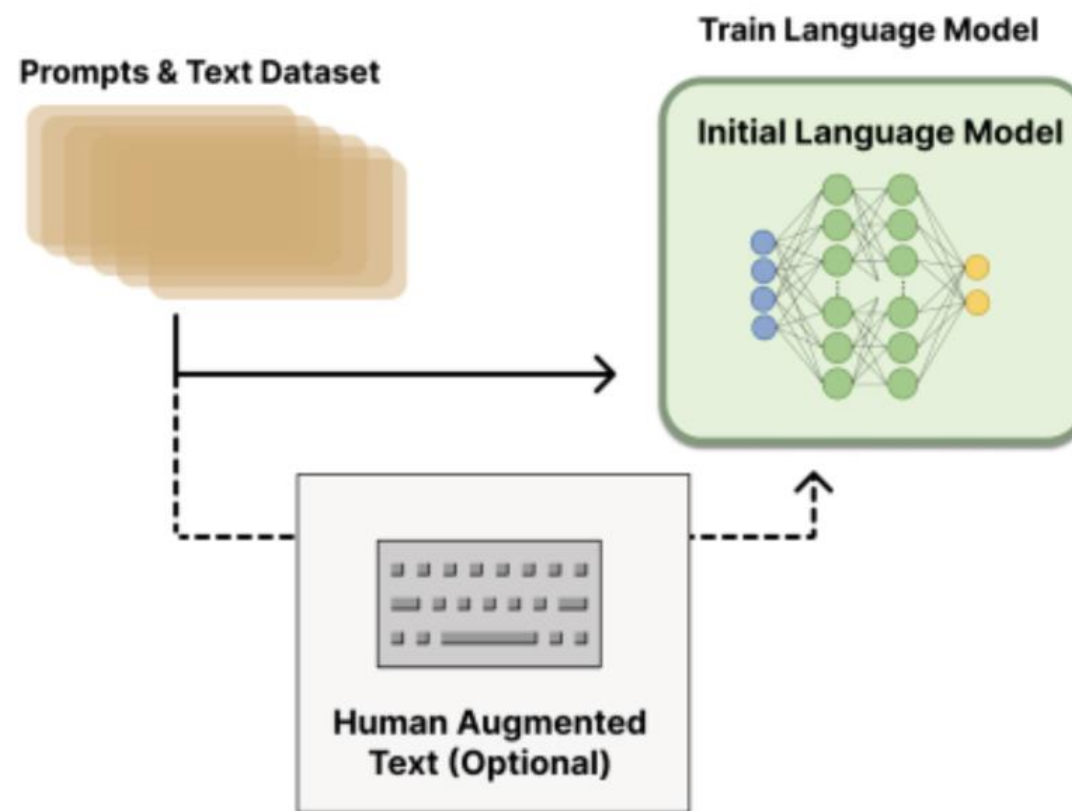 Train Language Model
Prompts & Text Dataset
Initial Language Model
Human Augmented
Text (Optional)